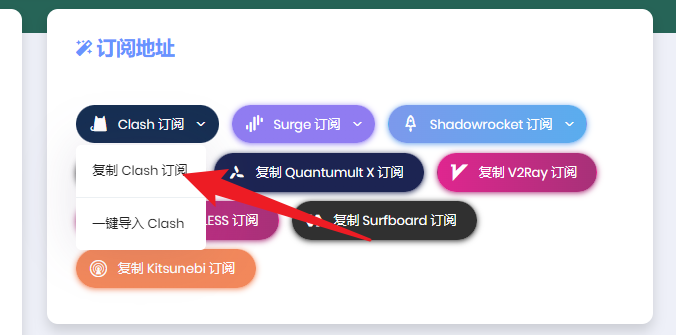 订阅地址
Clash 订阅
Surge 订阅
Shadowrocket 订阅
复制 Clash 订阅
复制 Quantumult X 订阅
复制 V2Ray 订阅
一键导入 Clash
LESS 订阅
复制 Surfboard 订阅
复制 Kitsunebi 订阅